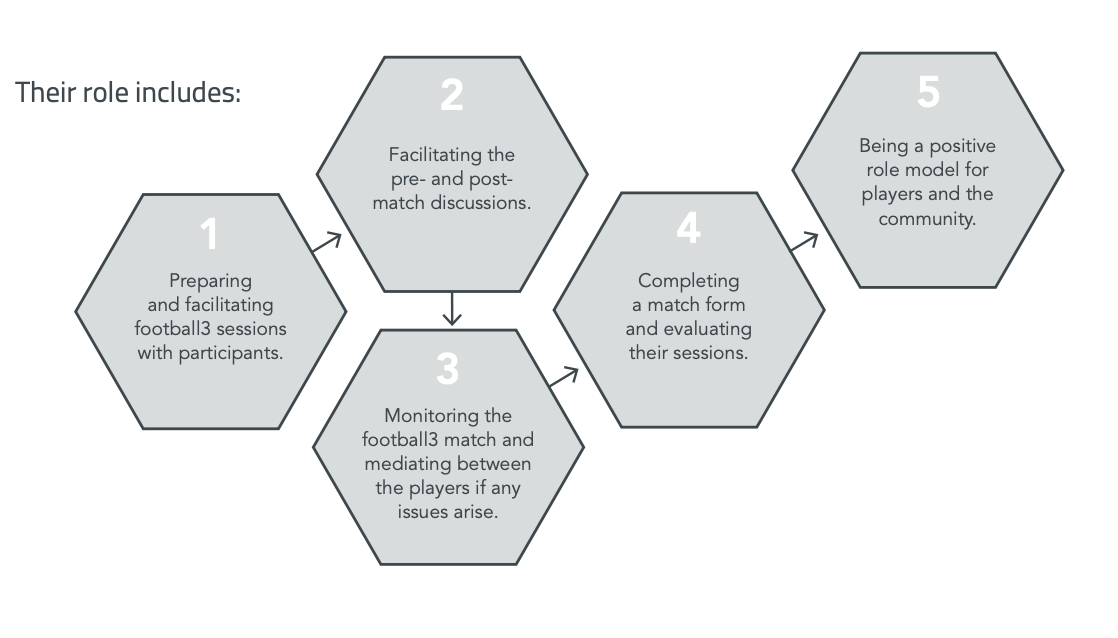 Their role includes:
1
Preparing
and facilitating
football3 sessions
with participants.
2
Facilitating the
pre- and post-
match discussions.
3
Monitoring the
football3 match and
mediating between
the players if any
issues arise.
4
Completing
a match form
and evaluating
their sessions.
5
Being a positive
role model for
players and the
community.